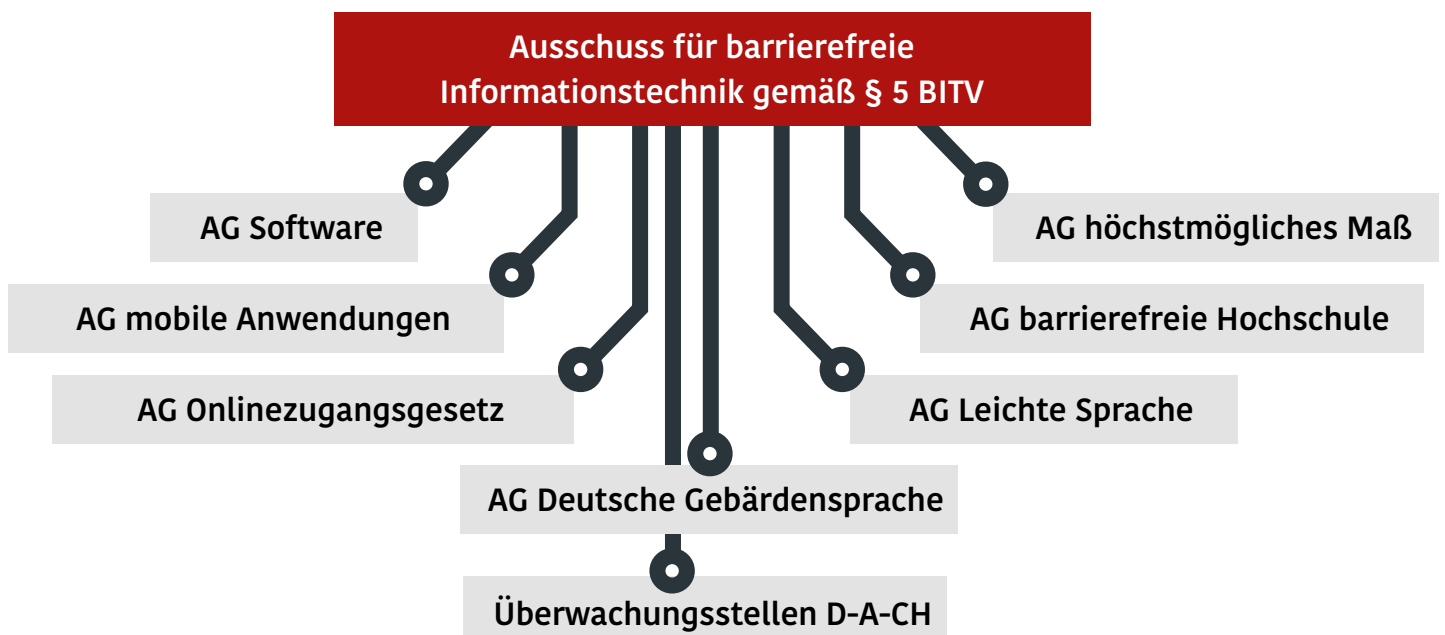 Ausschuss für barrierefreie
Informationstechnik gemäß § 5 BITV
AG Software
AG höchstmögliches Maß
AG mobile Anwendungen
AG barrierefreie Hochschule
AG Onlinezugangsgesetz
AG Leichte Sprache
AG Deutsche Gebärdensprache
Überwachungsstellen D-A-CH